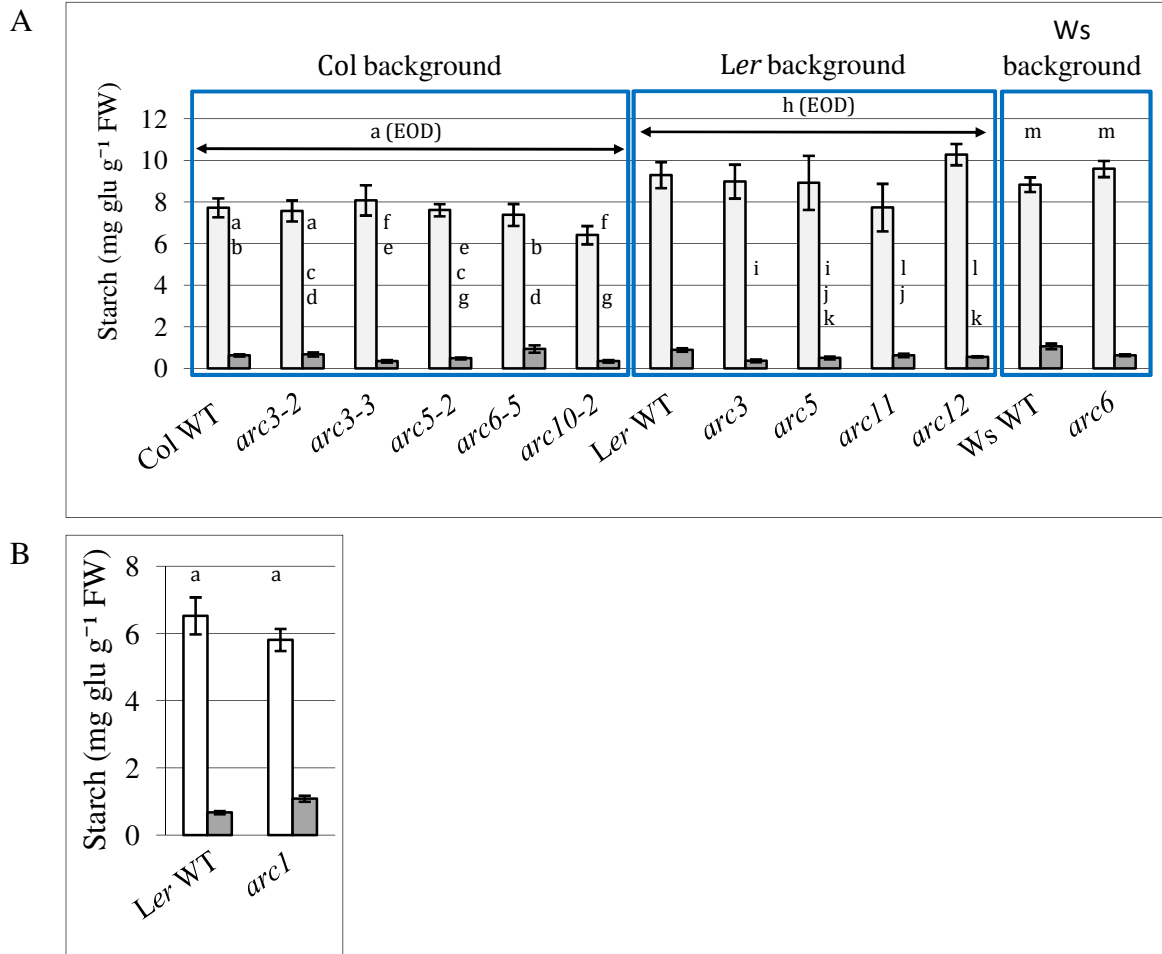 A
Col background
Ler background
Ws
background
Starch (mg glu g⁻¹ FW)
12
10
8
6
4
2
0
a (EOD)
h (EOD)
m
m
a
b
a
c
d
f
e
e
c
g
b
d
f
g
i
i
j
k
l
j
l
k
Col WT
arc3-2
arc3-3
arc5-2
arc6-5
arc10-2
Ler WT
arc3
arc5
arc11
arc12
Ws WT
arc6
B
Starch (mg glu g⁻¹ FW)
8
6
4
2
0
a
a
Ler WT
arc1